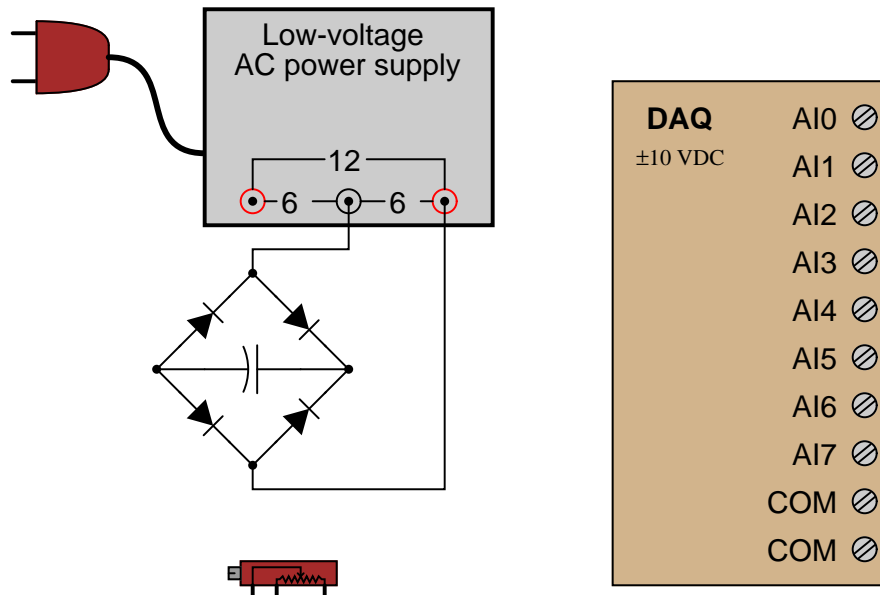 Low-voltage
AC power supply
12
6 6
DAQ
±10 VDC
AI0
AI1
AI2
AI3
AI4
AI5
AI6
AI7
COM
COM